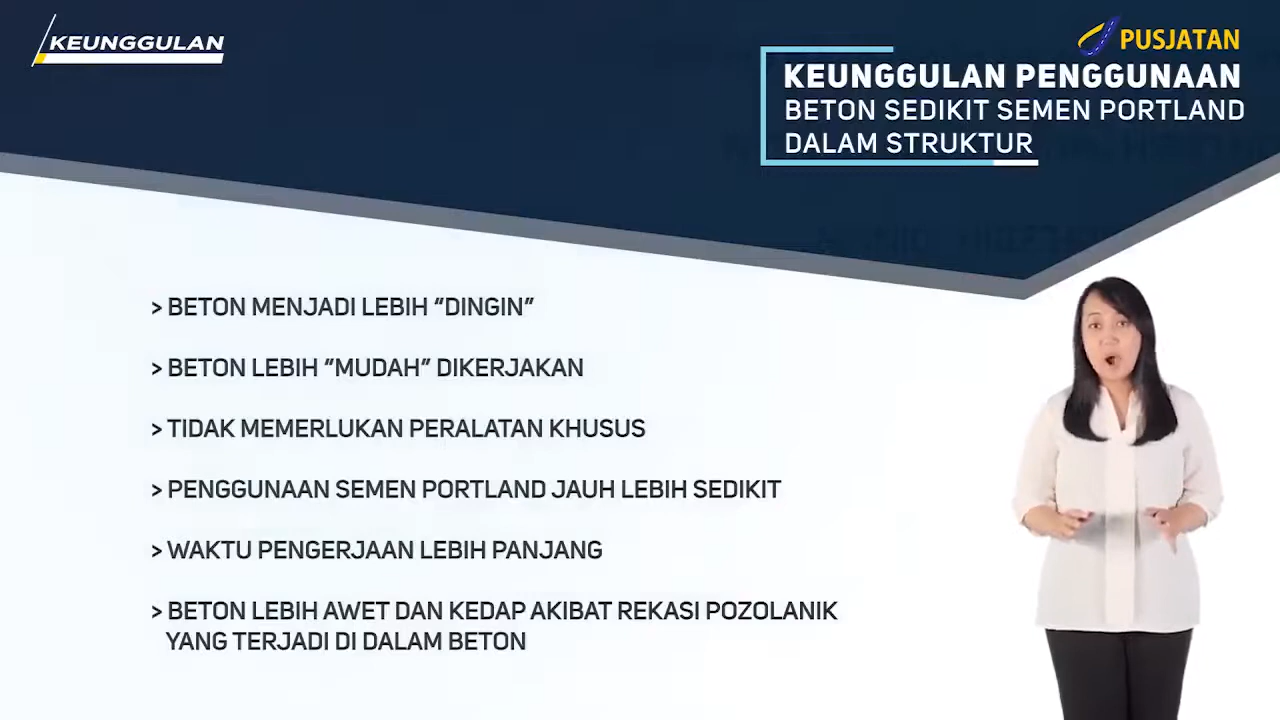 KEUNGGULAN
PUSJATAN
KEUNGGULAN PENGGUNAAN
BETON SEDIKIT SEMEN PORTLAND
DALAM STRUKTUR
> BETON MENJADI LEBIH “DINGIN”
> BETON LEBIH “MUDAH” DIKERJAKAN
> TIDAK MEMERLUKAN PERALATAN KHUSUS
> PENGGUNAAN SEMEN PORTLAND JAUH LEBIH SEDIKIT
> WAKTU PENGERJAAN LEBIH PANJANG
> BETON LEBIH AWET DAN KEDAP AKIBAT REKASI POZOLANIK
YANG TERJADI DI DALAM BETON